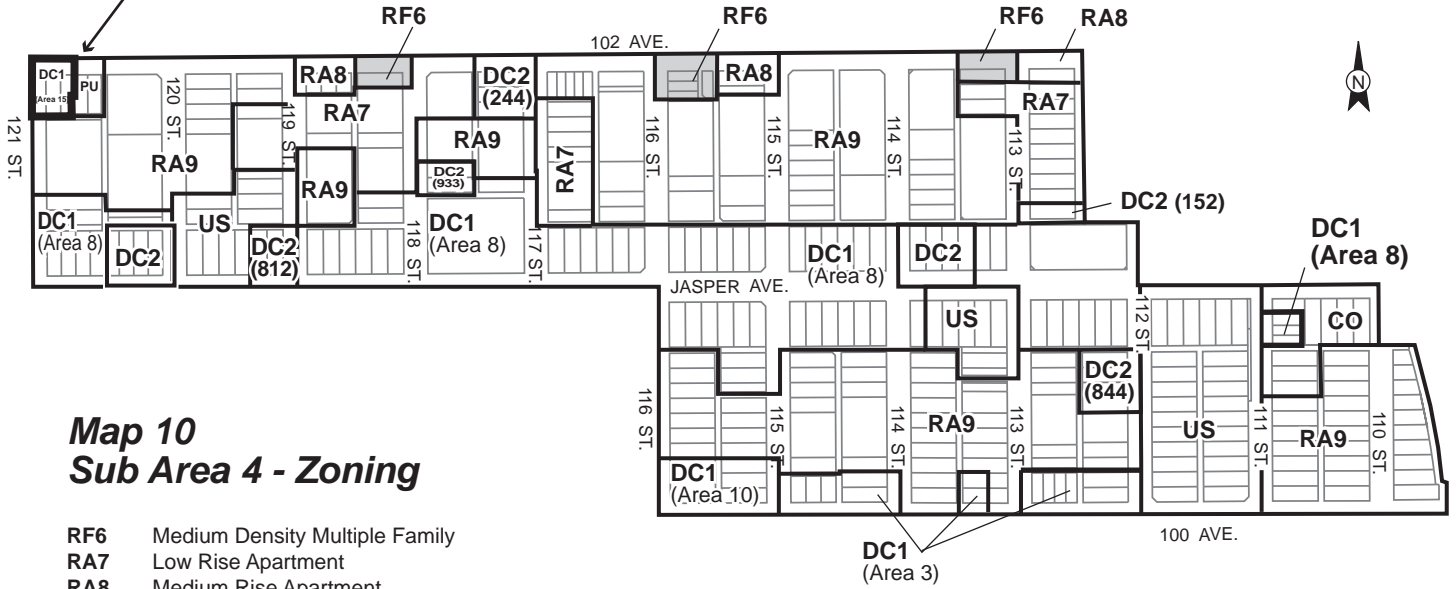 RF6
RF6
RF6
RA8
102 AVE.
DC1
(Area 15)
PU
RA8
DC2
(244)
RA8
N
120 ST.
119 ST.
RA7
RA7
121 ST.
RA9
RA9
RA7
116 ST.
115 ST.
RA9
114 ST.
113 ST.
RA9
DC2
(933)
DC2 (152)
DC1
(Area 8)
US
DC2
DC2
(812)
118 ST.
DC1
(Area 8)
117 ST.
DC1
(Area 8)
DC2
DC1
(Area 8)
JASPER AVE.
US
112 ST.
CO
DC2
(844)
116 ST.
115 ST.
114 ST.
RA9
113 ST.
US
111 ST.
RA9
110 ST.
Map 10
Sub Area 4 - Zoning
DC1
(Area 10)
100 AVE.
DC1
(Area 3)
RF6 Medium Density Multiple Family
RA7 Low Rise Apartment
RA8 Medium Rise Apartment